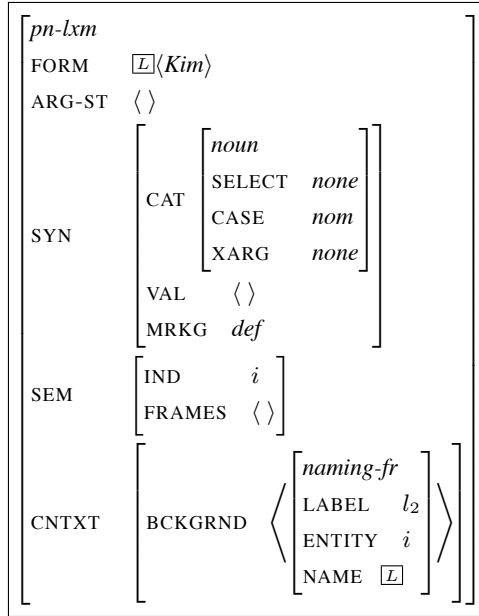 pn-lxm
FORM L⟨Kim⟩
ARG-ST ⟨ ⟩
SYN
CAT
noun
SELECT none
CASE nom
XARG none
VAL ⟨ ⟩
MRKG def
SEM
IND i
FRAMES ⟨ ⟩
CNTXT
BCKGRND
naming-fr
LABEL l₂
ENTITY i
NAME L